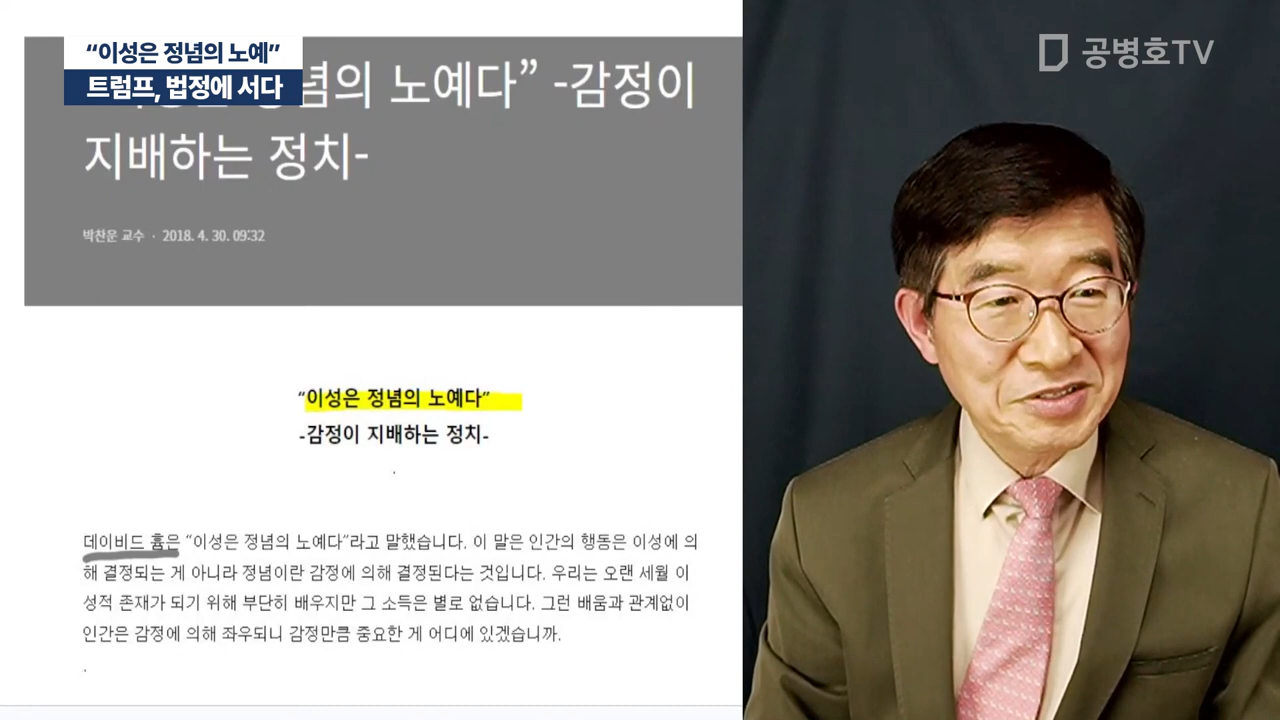 “이성은 정념의 노예”
트럼프, 법정에 서다
공병호TV
념의 노예다” -감정이
지배하는 정치-
박찬운 교수 · 2018. 4. 30. 09:32
“이성은 정념의 노예다”
-감정이 지배하는 정치-
.
데이비드 흄은 “이성은 정념의 노예다”라고 말했습니다. 이 말은 인간의 행동은 이성에 의
해 결정되는 게 아니라 정념이란 감정에 의해 결정된다는 것입니다. 우리는 오랜 세월 이
성적 존재가 되기 위해 부단히 배우지만 그 소득은 별로 없습니다. 그런 배움과 관계없이
인간은 감정에 의해 좌우되니 감정만큼 중요한 게 어디에 있겠습니까.
.